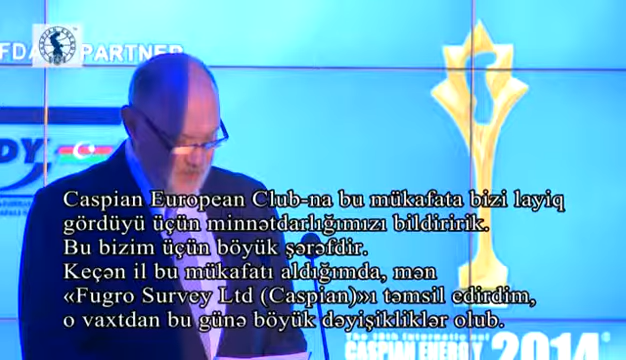 PARTNER
Caspian European Club-na bu mükafata bizi layiq
gördüyü üçün minnətdarlığımızı bildiririk.
Bu bizim üçün böyük şərəfdir.
Keçən il bu mükafatı aldığımda, mən
«Fugro Survey Ltd (Caspian)»ı təmsil edirdim,
o vaxtdan bu günə böyük dəyişikliklər olub.
CASPIAN ENERGY 2014